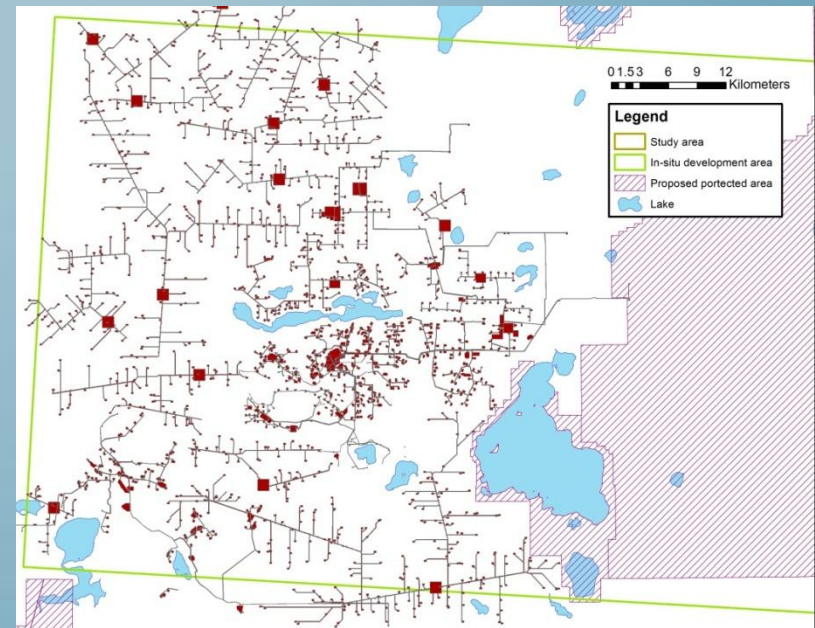 0 1.5 3 6 9 12
Kilometers
Legend
Study area
In-situ development area
Proposed portected area
Lake